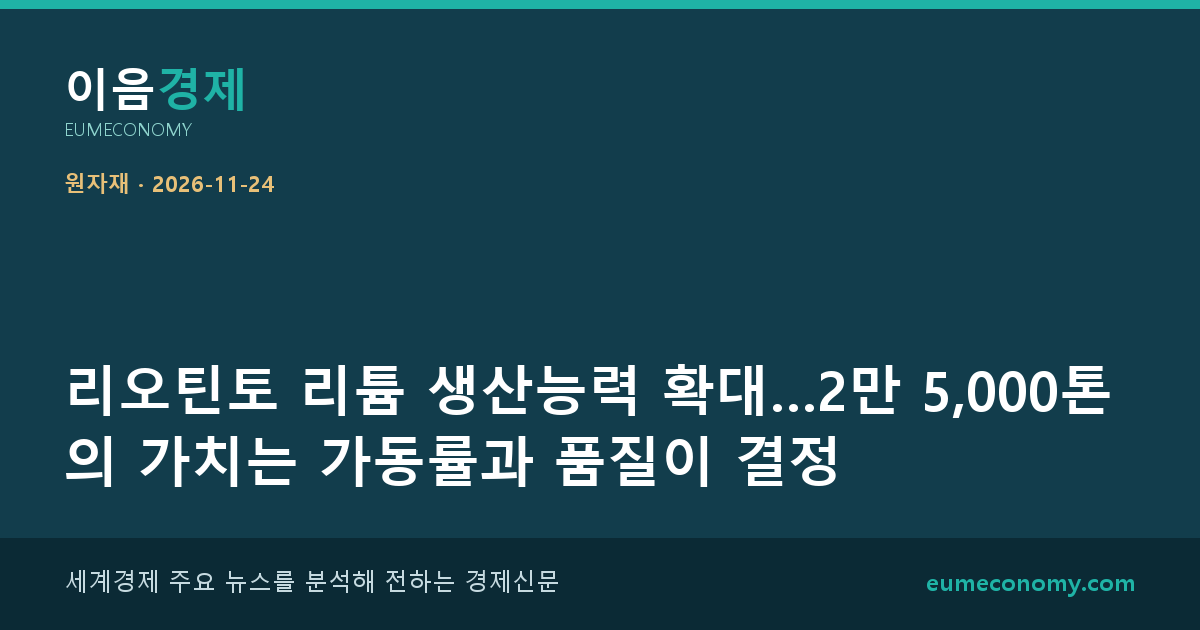 이음경제
EUMECONOMY
원자재 · 2026-11-24
리오틴토 리튬 생산능력 확대...2만 5,000톤
의 가치는 가동률과 품질이 결정
세계경제 주요 뉴스를 분석해 전하는 경제신문
eumeconomy.com